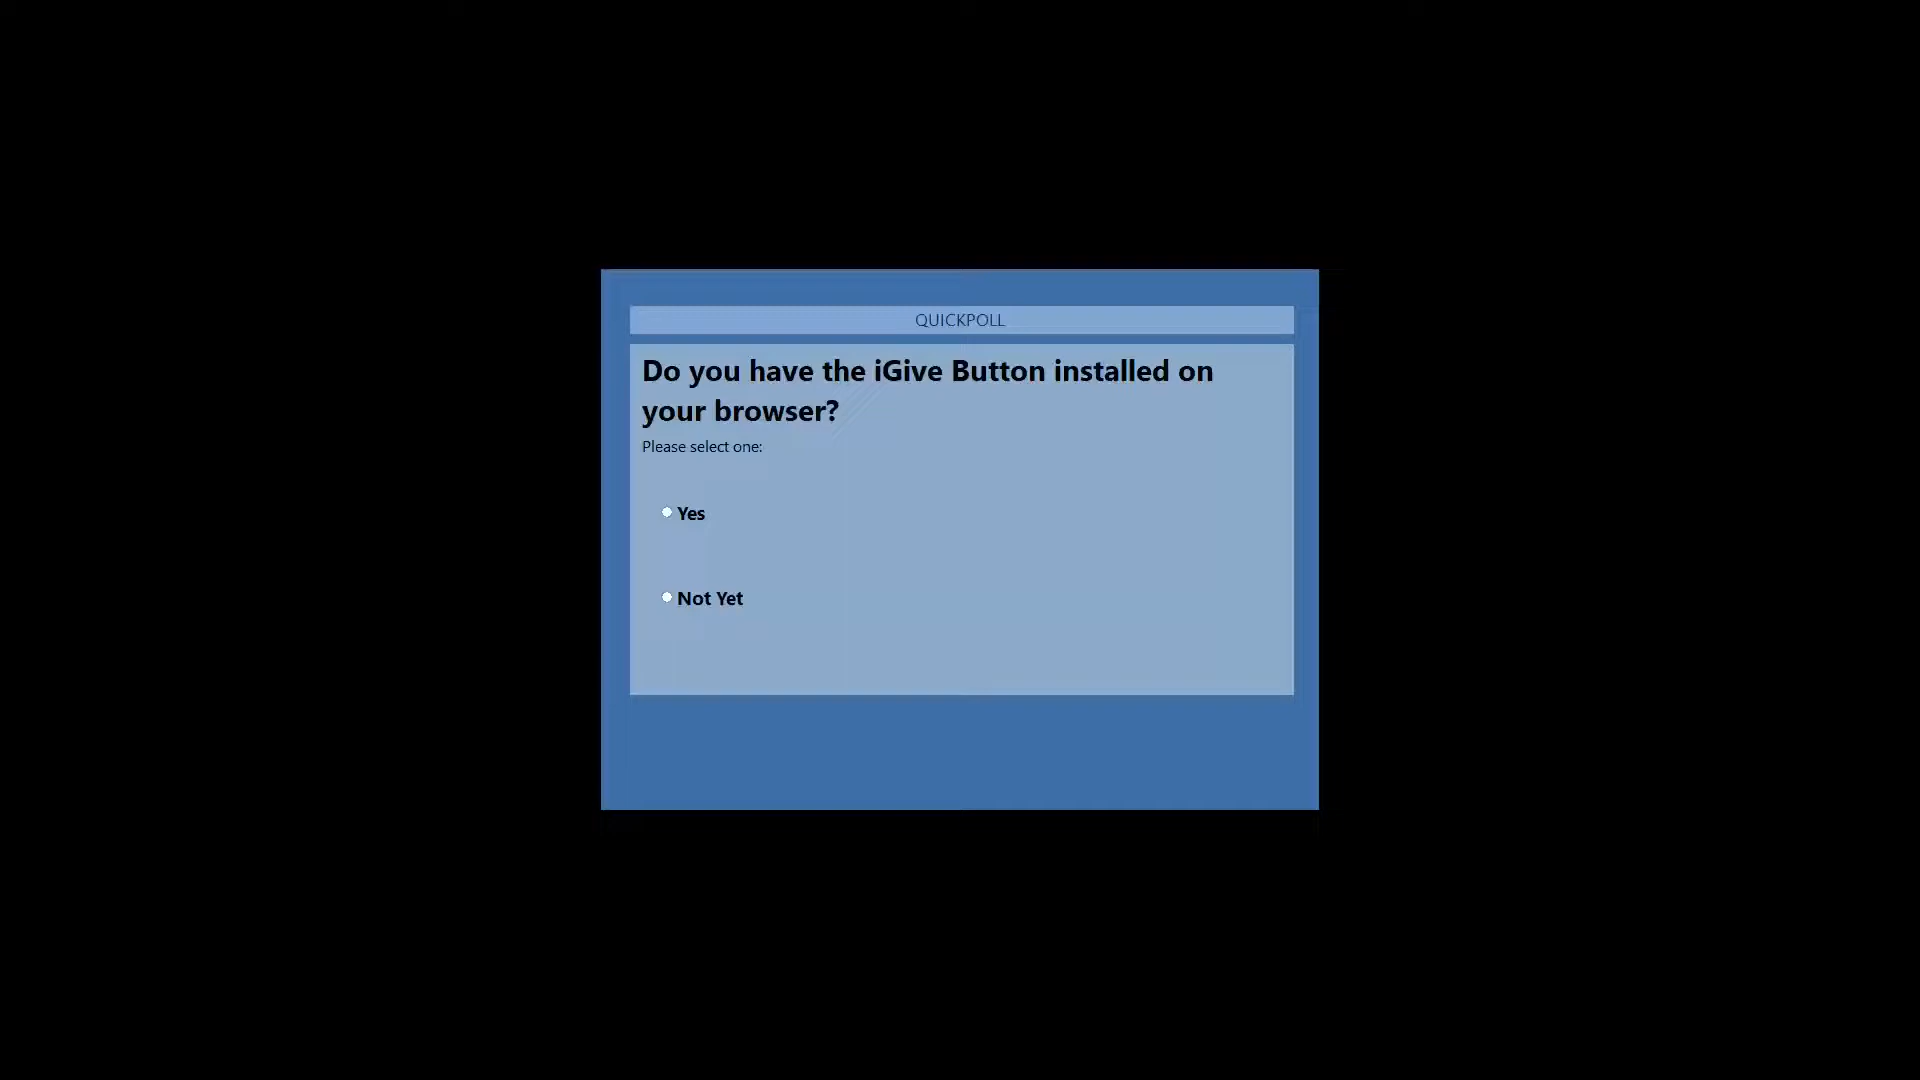 QUICKPOLL
Do you have the iGive Button installed on
your browser?
Please select one:
Yes
Not Yet